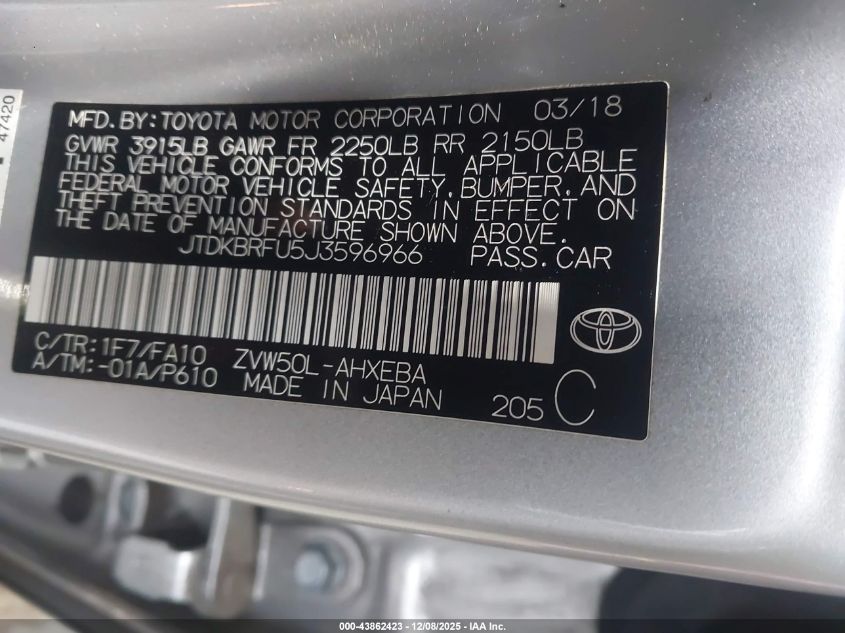 47420
MFD. BY: TOYOTA MOTOR CORPORATION 03/18
GVWR 3915LB GAWR FR 2250LB RR 2150LB
THIS VEHICLE CONFORMS TO ALL APPLICABLE
FEDERAL MOTOR VEHICLE SAFETY, BUMPER, AND
THEFT PREVENTION STANDARDS IN EFFECT ON
THE DATE OF MANUFACTURE SHOWN ABOVE.
JTDKBRFU5J3596966 PASS. CAR
C/TR: 1F7/FA10 ZVW50L-AHXEBA
A/TM: -01A/P610 MADE IN JAPAN
205 C
000-43862423 - 12/08/2025 - IAA Inc.